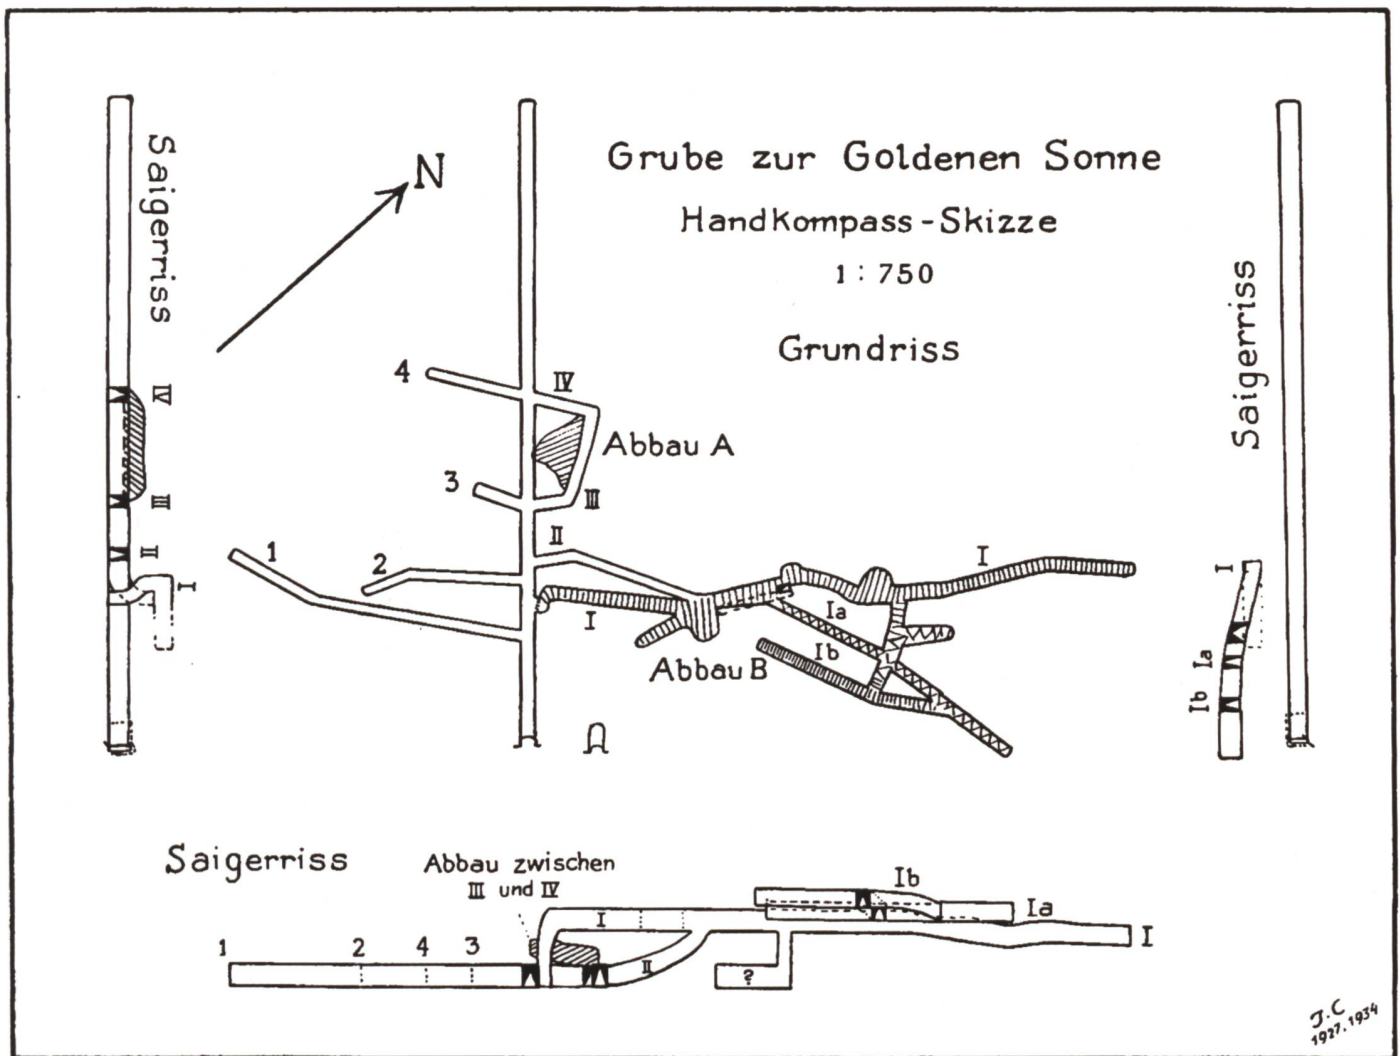 Grube zur Goldenen Sonne
Handkompass-Skizze
1 : 750
Grundriss
Saigerriss
IV
III
II
I
N
4
IV
Abbau A
3
III
II
1
2
I
I
Ia
Ib
Abbau B
Saigerriss
I
Ia
Ib
Saigerriss
Abbau zwischen
III und IV
Ib
Ia
I
I
1
2
4
3
II
?
J.C
1927.1934